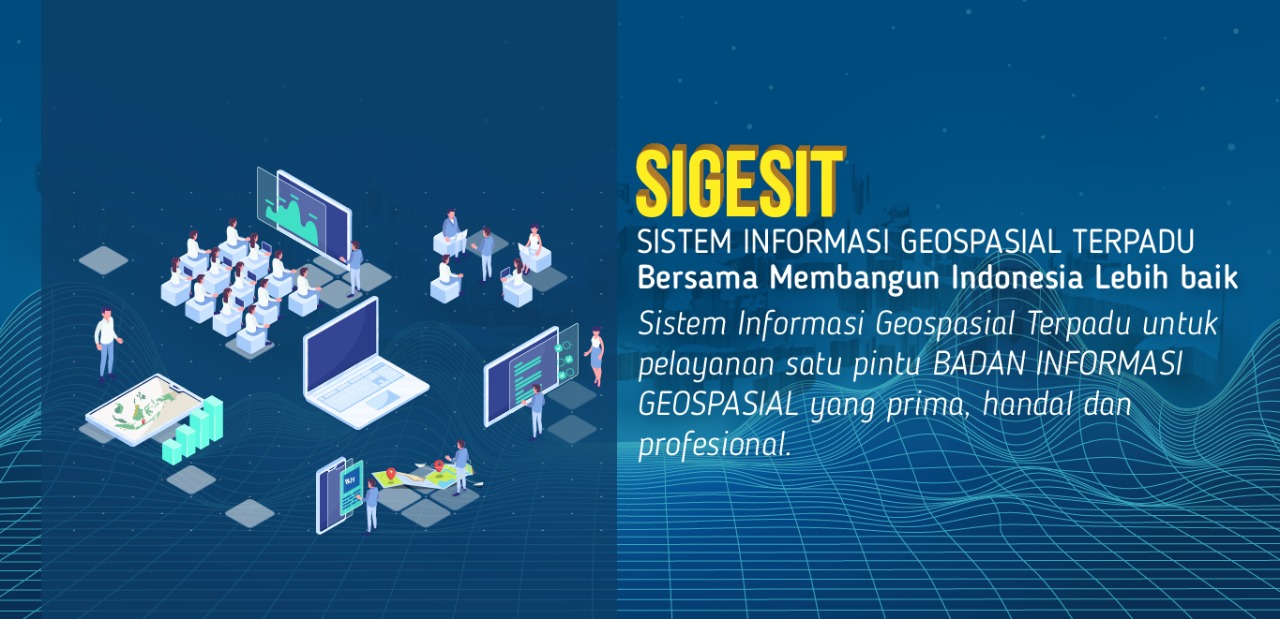 SIGESIT
SISTEM INFORMASI GEOSPASIAL TERPADU
Bersama Membangun Indonesia Lebih baik
Sistem Informasi Geospasial Terpadu untuk
pelayanan satu pintu BADAN INFORMASI
GEOSPASIAL yang prima, handal dan
profesional.